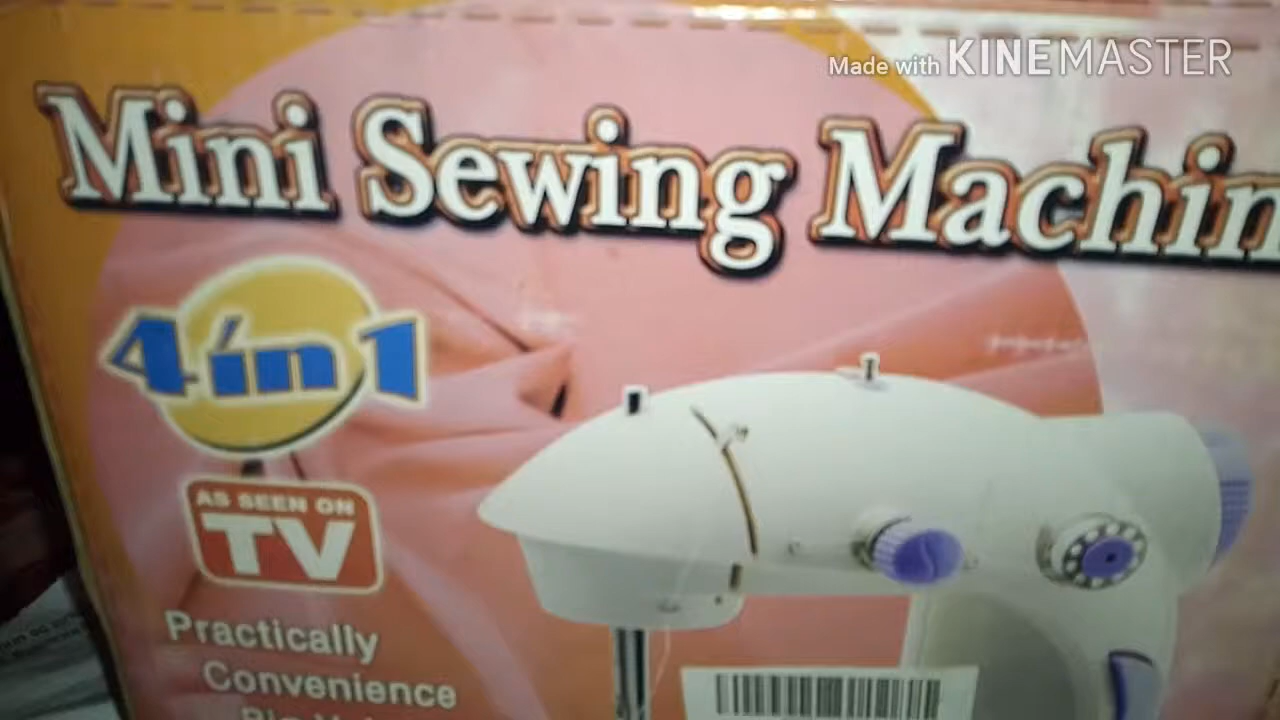 Made with KINEMASTER
Mini Sewing Machin
4 in 1
AS SEEN ON
TV
Practically
Convenience